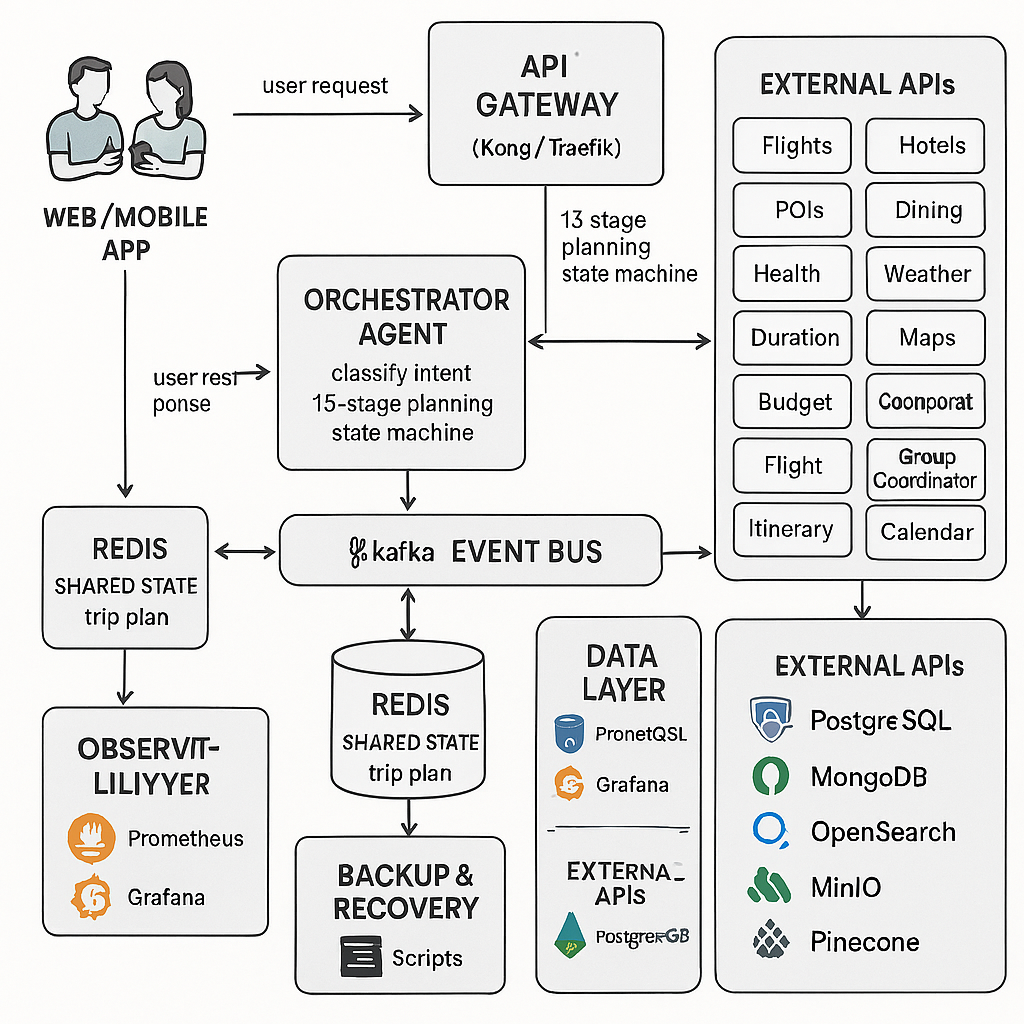 user request
API
GATEWAY
(Kong / Traefik)
EXTERNAL APIs
Flights
Hotels
POIs
Dining
Health
Weather
Duration
Maps
Budget
Coonporat
Flight
Group
Coordinator
Itinerary
Calendar
WEB/MOBILE
APP
13 stage
planning
state machine
ORCHESTRATOR
AGENT
classify intent
15-stage planning
state machine
user resi
ponse
REDIS
SHARED STATE
trip plan
kafka EVENT BUS
REDIS
SHARED STATE
trip plan
OBSERVIT-
LILIYYER
Prometheus
Grafana
BACKUP &
RECOVERY
Scripts
DATA
LAYER
PronetQSL
Grafana
EXTERNA
APIS
EXTERNAL APIs
PostgreSQL
MongoDB
OpenSearch
MinIO
Pinecone